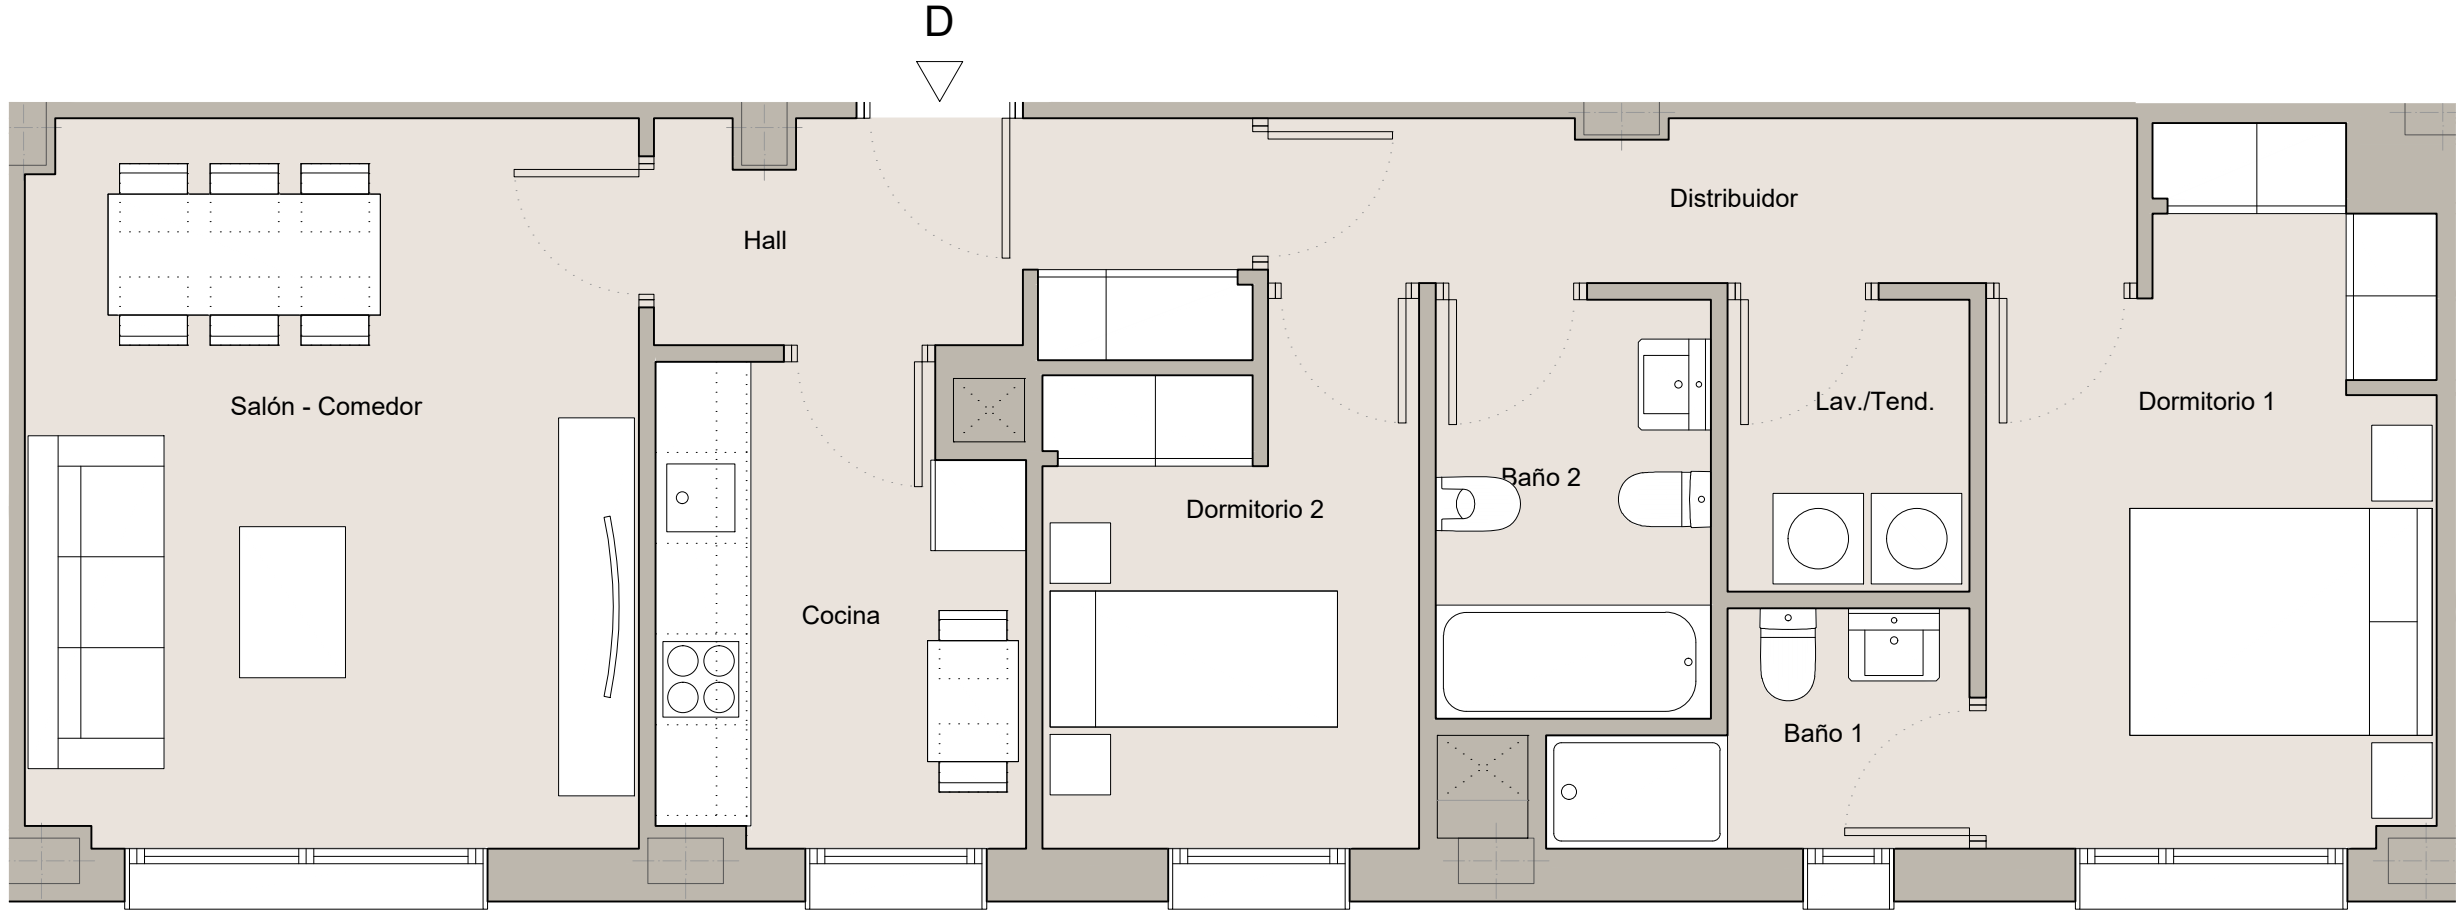 D
Distribuidor
Hall
Salón - Comedor
Lav./Tend.
Dormitorio 1
Baño 2
Dormitorio 2
Cocina
Baño 1